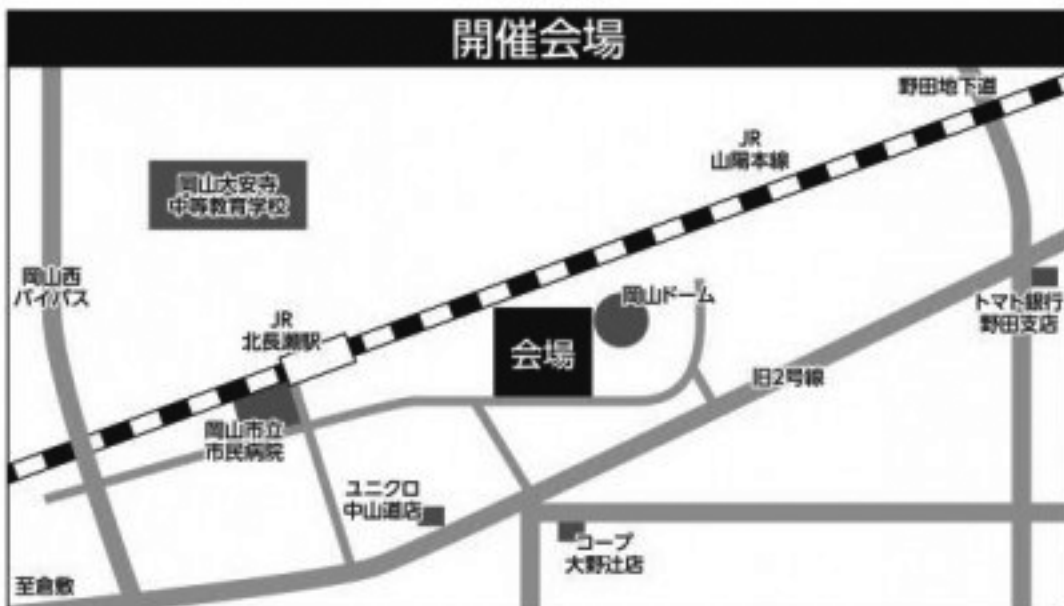 開催会場
野田地下道
JR
山陽本線
岡山大安寺
中等教育学校
岡山西
バイパス
岡山ドーム
トマト銀行
野田支店
JR
北長瀬駅
会場
旧2号線
岡山市立
市民病院
ユニクロ
中山道店
コープ
大野辻店
至倉敷